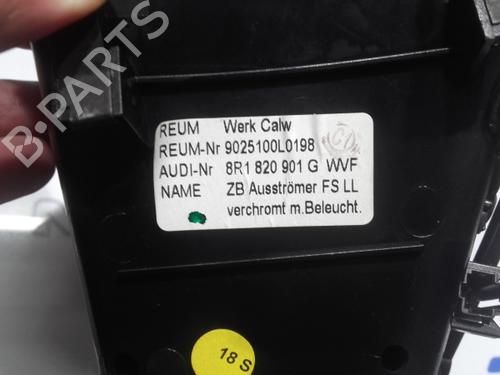 B-PARTS
REUM Werk Calw
REUM-Nr 9025100L0198
AUDI-Nr 8R1 820 901 G WVF
NAME ZB Ausströmer FS LL
verchromt m.Beleucht.
18 S